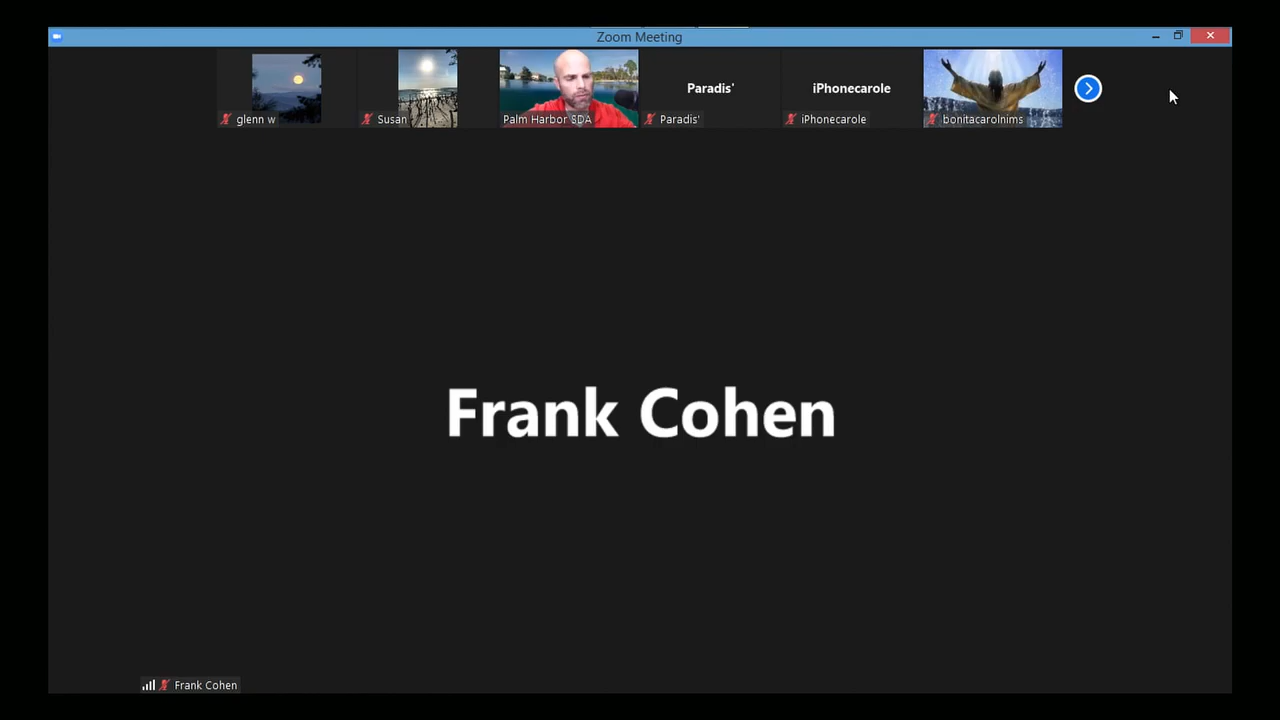 Zoom Meeting
Paradis'
iPhonecarole
glenn w
Susan
Palm Harbor SDA
Paradis'
iPhonecarole
bonitacarolnims
Frank Cohen
Frank Cohen